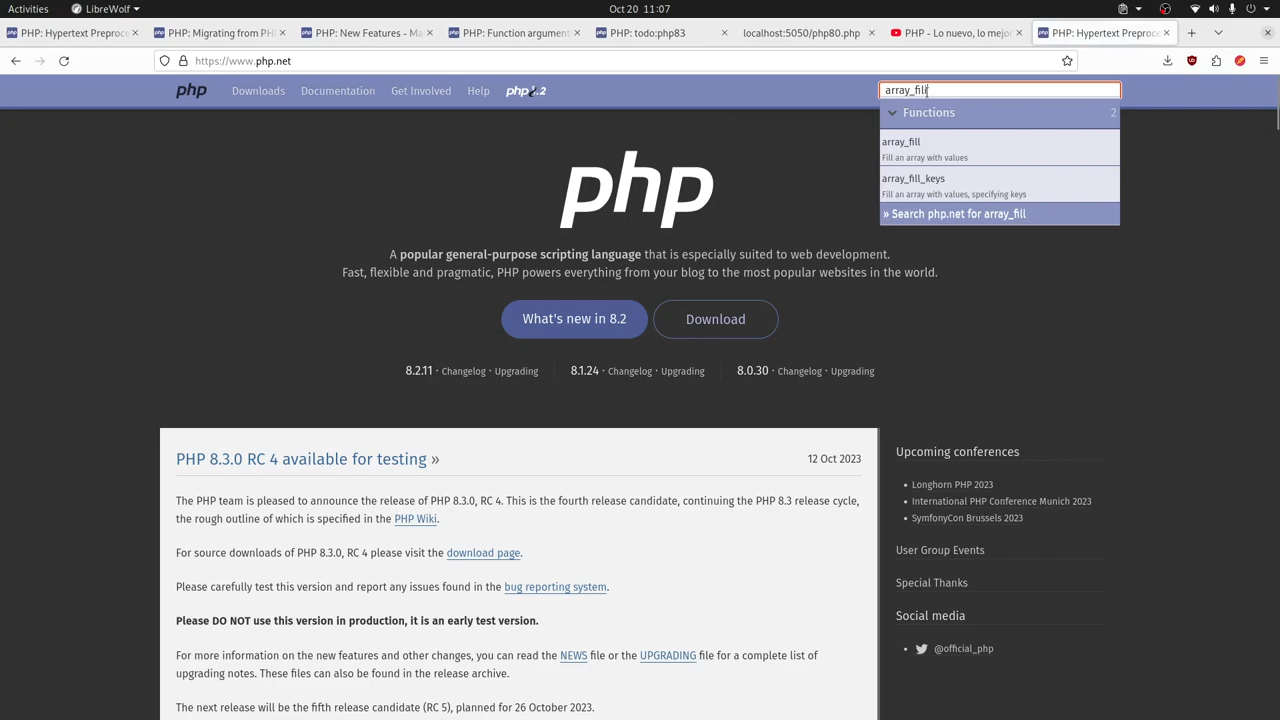 Activities
LibreWolf
Oct 20 11:07
PHP: Hypertext Preproce
PHP: Migrating from PH
PHP: New Features - Ma
PHP: Function argumen
PHP: todo:php83
localhost:5050/php80.php
PHP - Lo nuevo, lo mejo
PHP: Hypertext Preproce
https://www.php.net
php
Downloads
Documentation
Get Involved
Help
array_fill
Functions
2
array_fill
Fill an array with values
array_fill_keys
Fill an array with values, specifying keys
» Search php.net for array_fill
php
A popular general-purpose scripting language that is especially suited to web development.
Fast, flexible and pragmatic, PHP powers everything from your blog to the most popular websites in the world.
What's new in 8.2
Download
8.2.11 · Changelog · Upgrading
8.1.24 · Changelog · Upgrading
8.0.30 · Changelog · Upgrading
PHP 8.3.0 RC 4 available for testing »
12 Oct 2023
The PHP team is pleased to announce the release of PHP 8.3.0, RC 4. This is the fourth release candidate, continuing the PHP 8.3 release cycle,
the rough outline of which is specified in the PHP Wiki.
For source downloads of PHP 8.3.0, RC 4 please visit the download page.
Please carefully test this version and report any issues found in the bug reporting system.
Please DO NOT use this version in production, it is an early test version.
For more information on the new features and other changes, you can read the NEWS file or the UPGRADING file for a complete list of
upgrading notes. These files can also be found in the release archive.
The next release will be the fifth release candidate (RC 5), planned for 26 October 2023.
Upcoming conferences
Longhorn PHP 2023
International PHP Conference Munich 2023
SymfonyCon Brussels 2023
User Group Events
Special Thanks
Social media
@official_php